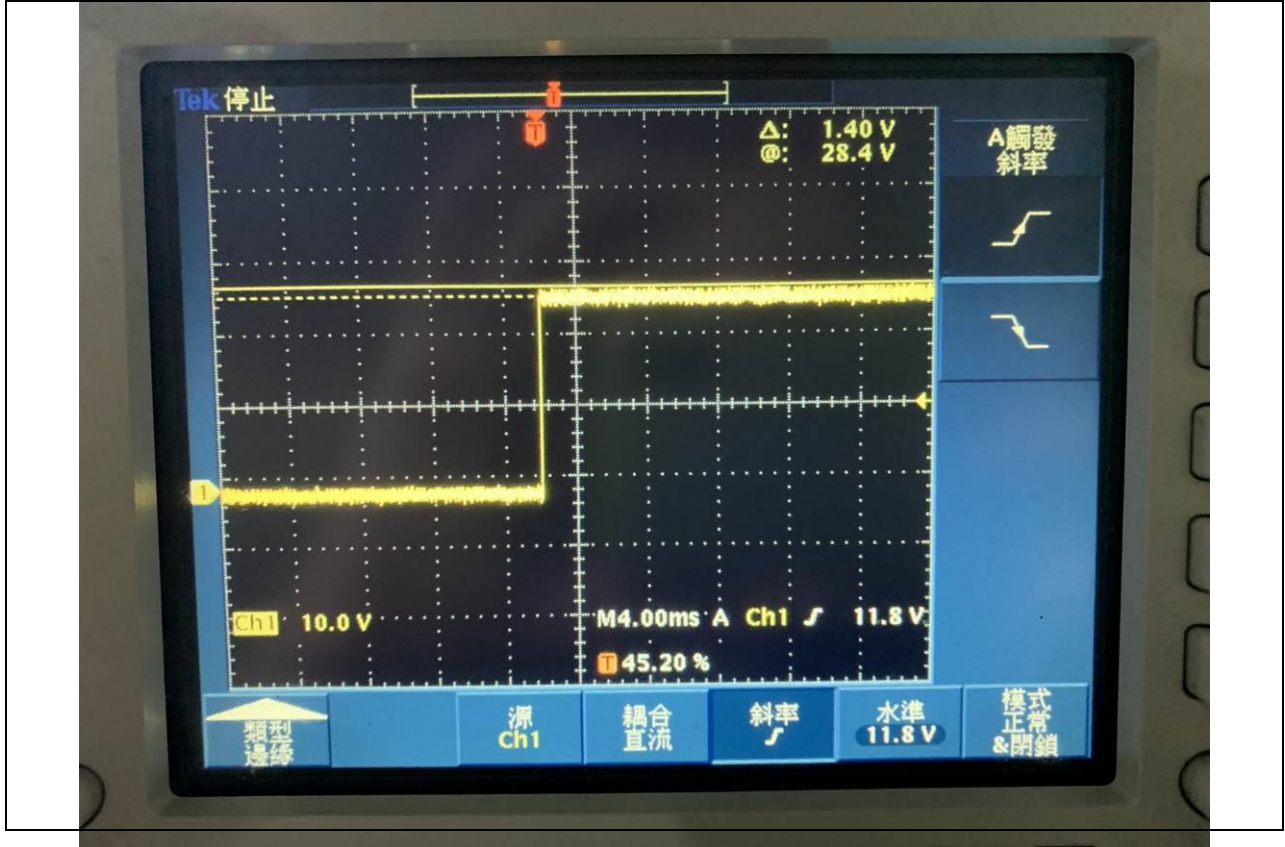 Tek 停止
T
T
Δ: 1.40 V
@: 28.4 V
A觸發
斜率
1
Ch1 10.0 V
M4.00ms A Ch1 11.8 V
T 45.20 %
類型
邊緣
源
Ch1
耦合
直流
斜率
水準
11.8 V
模式
正常
&閉鎖